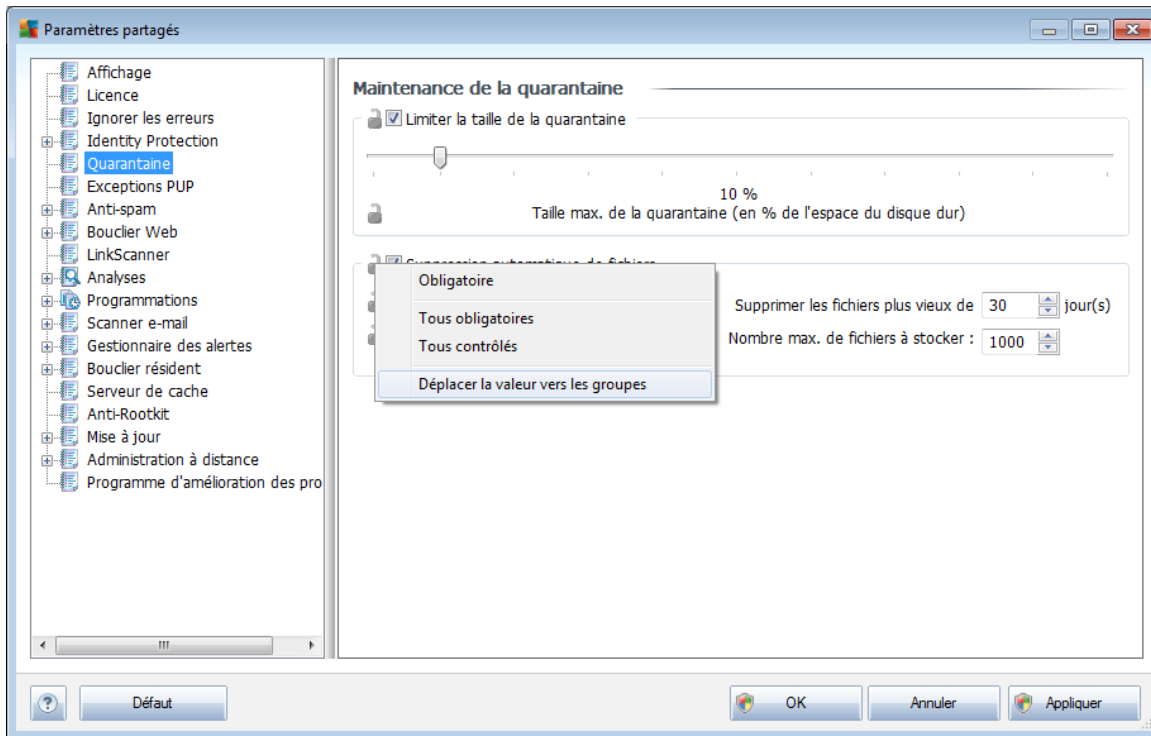 Paramètres partagés
Affichage
Licence
Ignorer les erreurs
Identity Protection
Quarantaine
Exceptions PUP
Anti-spam
Bouclier Web
LinkScanner
Analyses
Programmations
Scanner e-mail
Gestionnaire des alertes
Bouclier résident
Serveur de cache
Anti-Rootkit
Mise à jour
Administration à distance
Programme d'amélioration des pro
Maintenance de la quarantaine
Limiter la taille de la quarantaine
10 %
Taille max. de la quarantaine (en % de l'espace du disque dur)
Suppression automatique de fichiers
Supprimer les fichiers plus vieux de 30 jour(s)
Nombre max. de fichiers à stocker : 1000
Obligatoire
Tous obligatoires
Tous contrôlés
Déplacer la valeur vers les groupes
? Défaut OK Annuler Appliquer